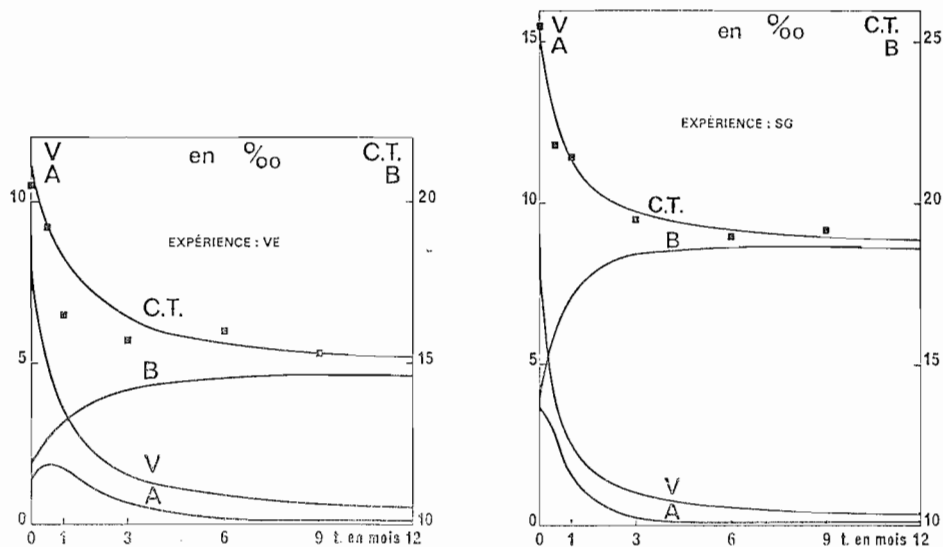 V
A
en ‰
C.T.
B
10
5
0
20
15
10
EXPÉRIENCE : VE
C.T.
B
V
A
0 1 3 6 9 t. en mois 12
V
A
en ‰
C.T.
B
15
10
5
0
25
20
15
10
EXPÉRIENCE : SG
C.T.
B
V
A
0 1 3 6 9 t. en mois 12